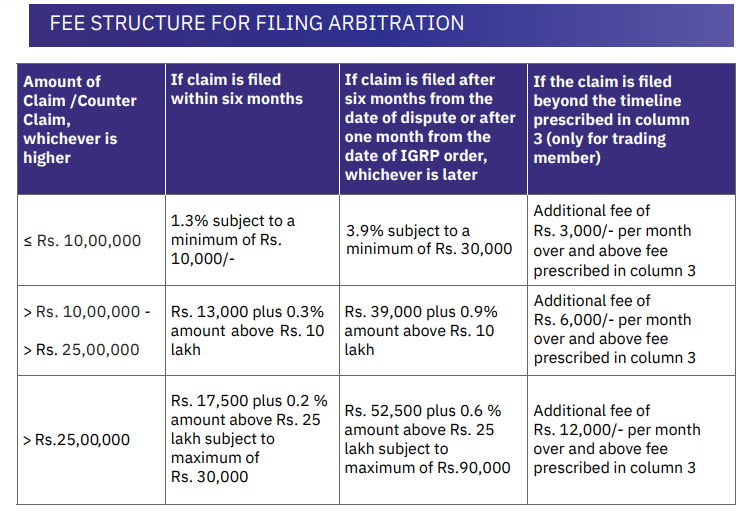 FEE STRUCTURE FOR FILING ARBITRATION
Amount of
Claim /Counter
Claim,
whichever is
higher
If claim is filed
within six months
If claim is filed after
six months from the
date of dispute or after
one month from the
date of IGRP order,
whichever is later
If the claim is filed
beyond the timeline
prescribed in column
3 (only for trading
member)
≤ Rs. 10,00,000
1.3% subject to a
minimum of Rs.
10,000/-
3.9% subject to a
minimum of Rs. 30,000
Additional fee of
Rs. 3,000/- per month
over and above fee
prescribed in column 3
> Rs. 10,00,000 -
> Rs. 25,00,000
Rs. 13,000 plus 0.3%
amount above Rs. 10
lakh
Rs. 39,000 plus 0.9%
amount above Rs. 10
lakh
Additional fee of
Rs. 6,000/- per month
over and above fee
prescribed in column 3
> Rs.25,00,000
Rs. 17,500 plus 0.2 %
amount above Rs. 25
lakh subject to
maximum of
Rs. 30,000
Rs. 52,500 plus 0.6 %
amount above Rs. 25
lakh subject to
maximum of Rs.90,000
Additional fee of
Rs. 12,000/- per month
over and above fee
prescribed in column 3